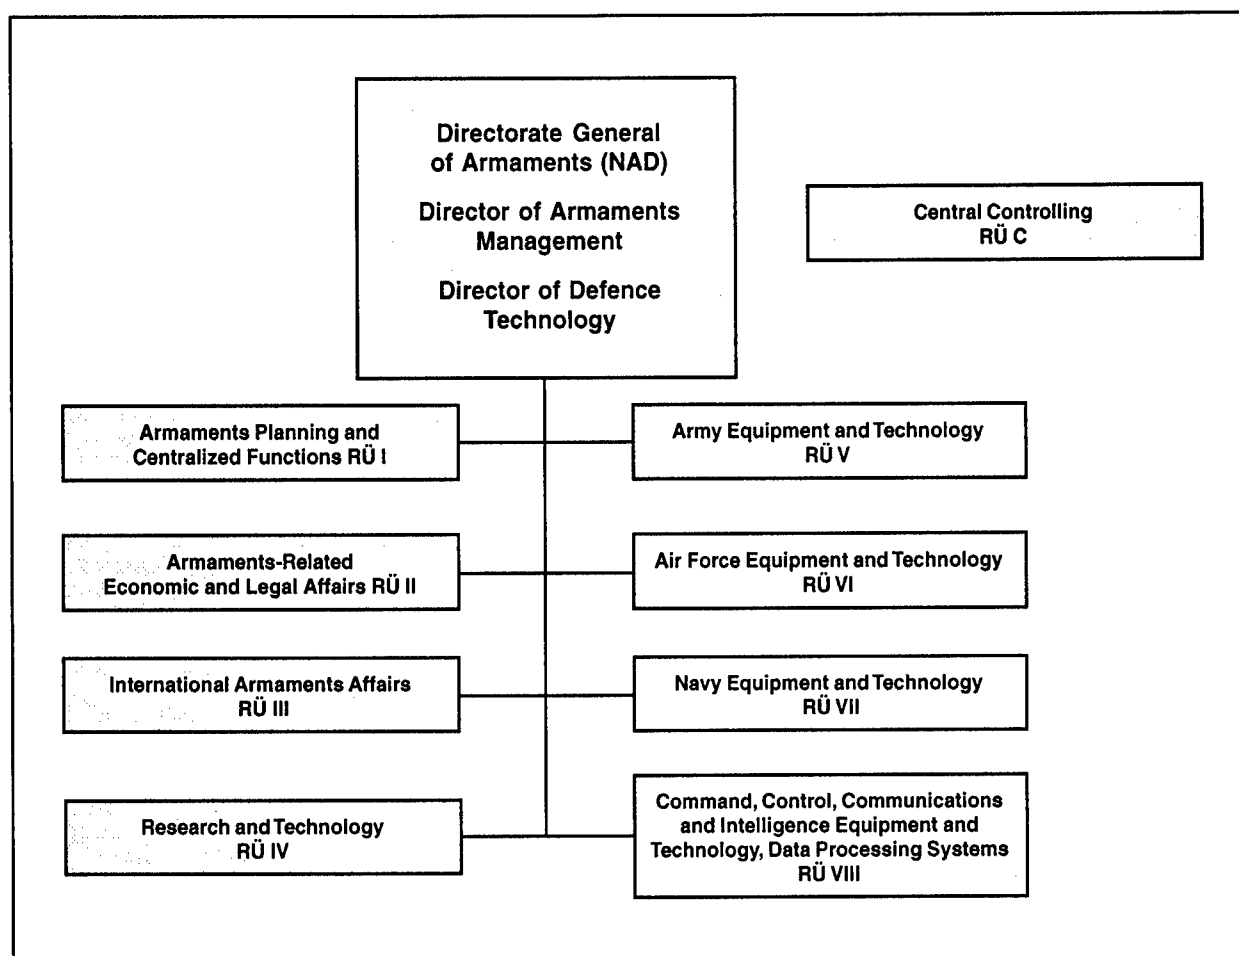 Directorate General
of Armaments (NAD)
Director of Armaments
Management
Director of Defence
Technology
Central Controlling
RÜ C
Armaments Planning and
Centralized Functions RÜ I
Army Equipment and Technology
RÜ V
Armaments-Related
Economic and Legal Affairs RÜ II
Air Force Equipment and Technology
RÜ VI
International Armaments Affairs
RÜ III
Navy Equipment and Technology
RÜ VII
Research and Technology
RÜ IV
Command, Control, Communications
and Intelligence Equipment and
Technology, Data Processing Systems
RÜ VIII